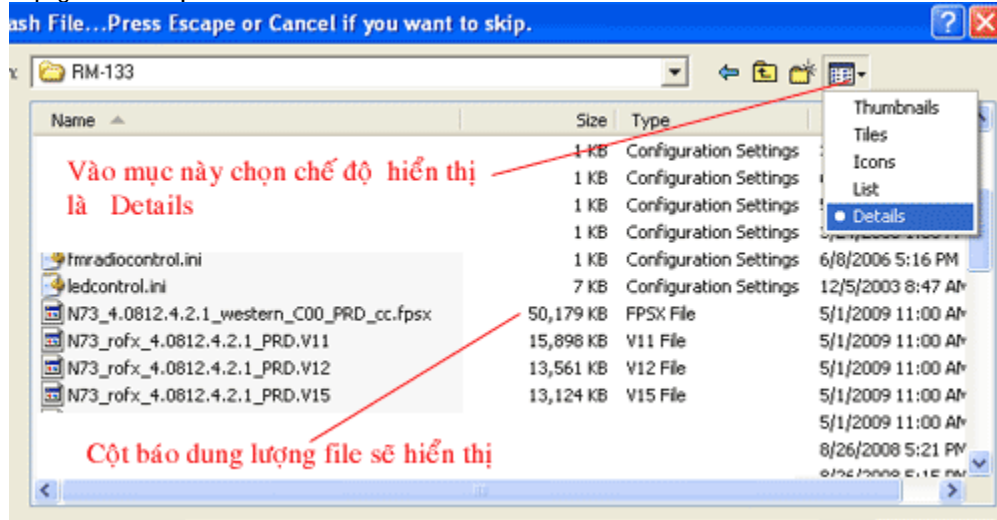 ash File...Press Escape or Cancel if you want to skip.
RM-133
Name Size Type
Thumbnails
Tiles
Icons
List
Details
1 KB Configuration Settings
Vào mục này chọn chế độ hiển thị
1 KB Configuration Settings
là Details
1 KB Configuration Settings
1 KB Configuration Settings
fmradiocontrol.ini 1 KB Configuration Settings 6/8/2006 5:16 PM
ledcontrol.ini 7 KB Configuration Settings 12/5/2003 8:47 AM
N73_4.0812.4.2.1_western_C00_PRD_cc.fpsx 50,179 KB FPSX File 5/1/2009 11:00 AM
N73_rofx_4.0812.4.2.1_PRD.V11 15,898 KB V11 File 5/1/2009 11:00 AM
N73_rofx_4.0812.4.2.1_PRD.V12 13,561 KB V12 File 5/1/2009 11:00 AM
N73_rofx_4.0812.4.2.1_PRD.V15 13,124 KB V15 File 5/1/2009 11:00 AM
5/1/2009 11:00 AM
Cột báo dung lượng file sẽ hiển thị
8/26/2008 5:21 PM
8/26/2008 5:15 PM